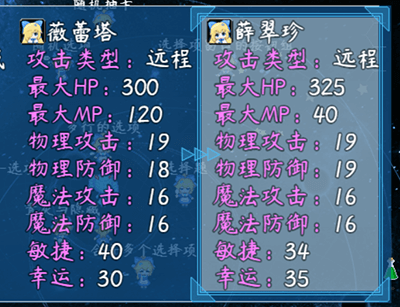 薇蕾塔
攻击类型：远程
最大HP：300
最大MP：120
物理攻击：19
物理防御：18
魔法攻击：16
魔法防御：16
敏捷：40
幸运：30
薛翠珍
攻击类型：远程
最大HP：325
最大MP：40
物理攻击：19
物理防御：19
魔法攻击：16
魔法防御：16
敏捷：34
幸运：35